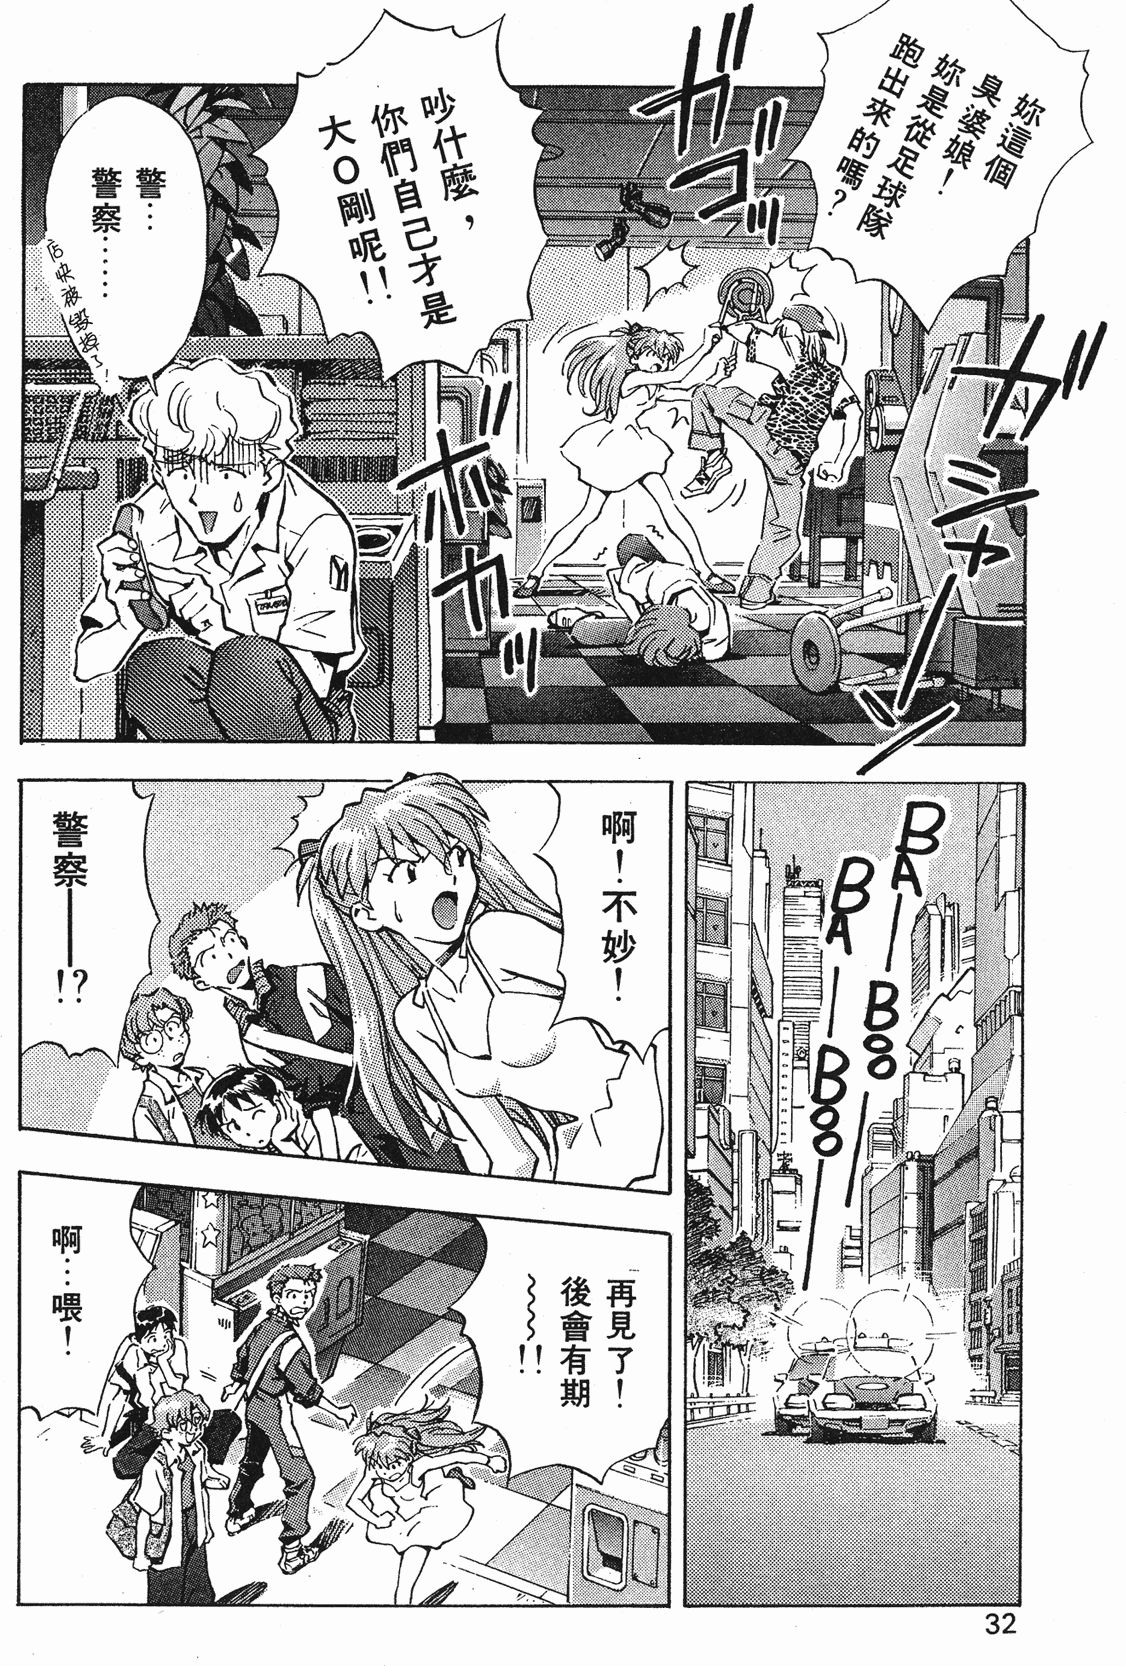 妳這個
臭婆娘！
妳是從足球隊
跑出來的嗎？
ガゴッ
ガシャン
吵什麼，
你們自己才是
大O剛呢!!
バキッ
警…
警察……
店快被毀掉了！
BA—BOO—
BA—BOO—
啊！不妙！
警察——!?
再見了！
後會有期
～～!!
啊…喂！
32